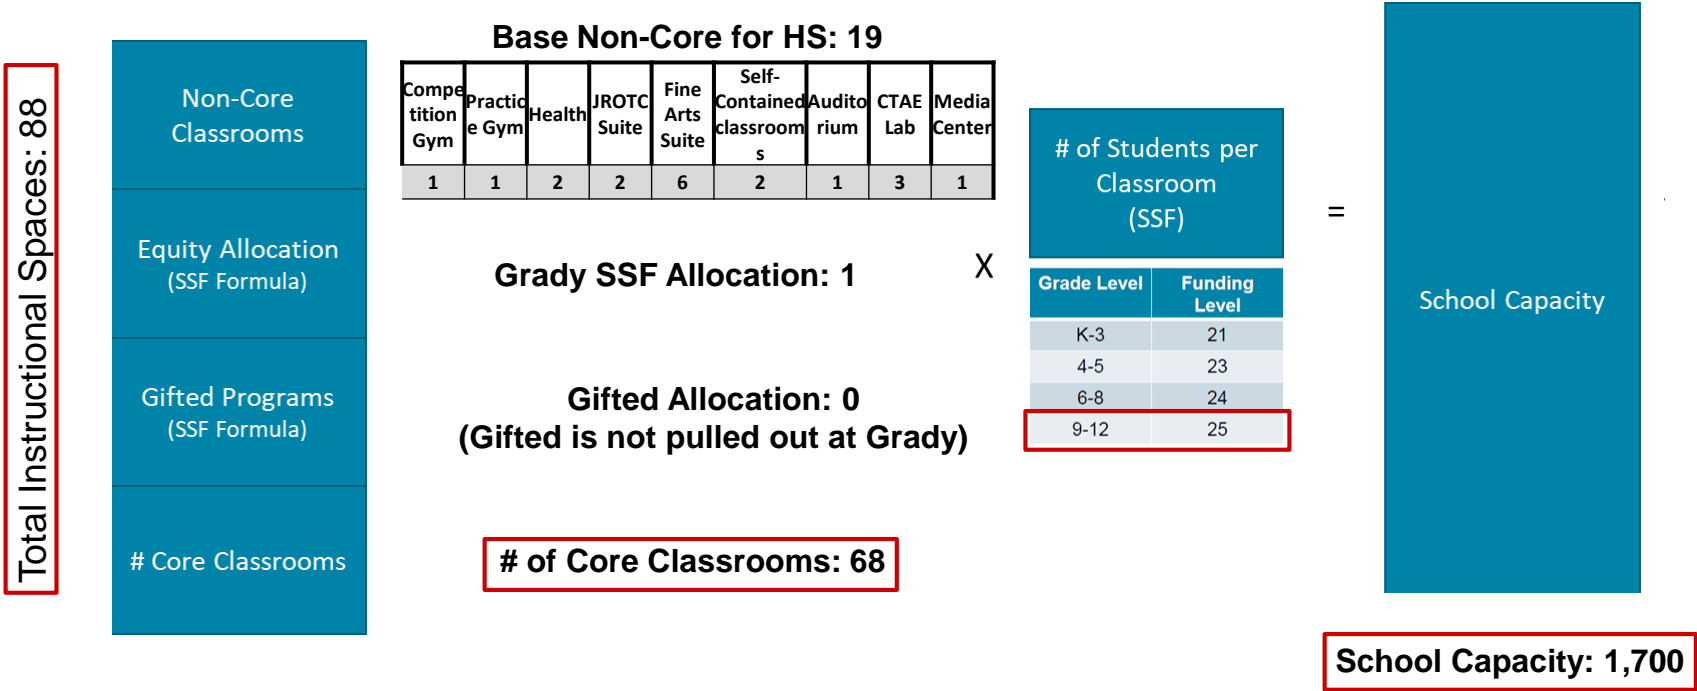 Total Instructional Spaces: 88
Non-Core
Classrooms
Equity Allocation
(SSF Formula)
Gifted Programs
(SSF Formula)
# Core Classrooms
Base Non-Core for HS: 19
Compe
tition
Gym
Practic
e Gym
Health
JROTC
Suite
Fine
Arts
Suite
Self-
Contained
classroom
s
Audito
rium
CTAE
Lab
Media
Center
1 1 2 2 6 2 1 3 1
Grady SSF Allocation: 1
Gifted Allocation: 0
(Gifted is not pulled out at Grady)
# of Core Classrooms: 68
X
# of Students per
Classroom
(SSF)
Grade Level Funding
Level
K-3 21
4-5 23
6-8 24
9-12 25
=
School Capacity
School Capacity: 1,700